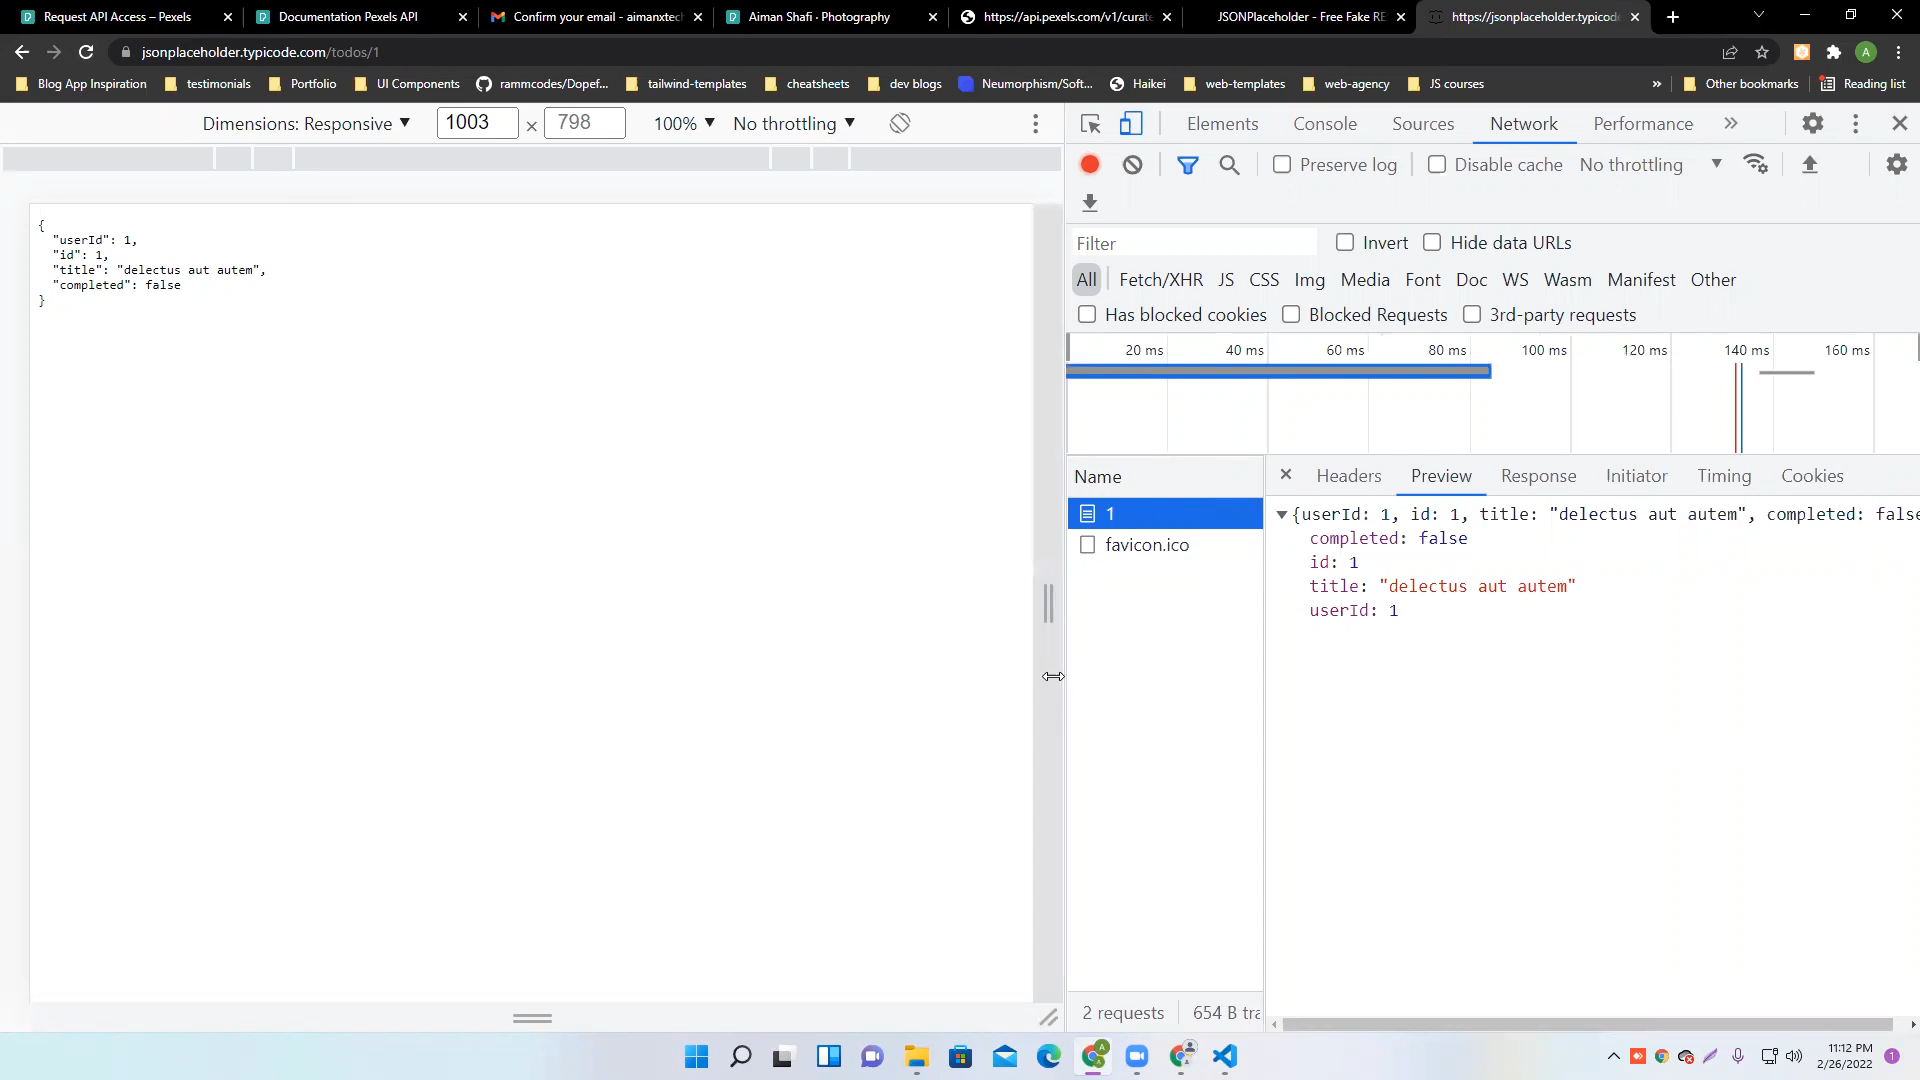 Request API Access – Pexels
Documentation Pexels API
Confirm your email - aimanxtech
Aiman Shafi · Photography
https://api.pexels.com/v1/curate
JSONPlaceholder - Free Fake RE
https://jsonplaceholder.typicod
jsonplaceholder.typicode.com/todos/1
A
Blog App Inspiration
testimonials
Portfolio
UI Components
rammcodes/Dopef...
tailwind-templates
cheatsheets
dev blogs
Neumorphism/Soft...
Haikei
web-templates
web-agency
JS courses
»
Other bookmarks
Reading list
Dimensions: Responsive
1003
×
798
100%
No throttling
Elements
Console
Sources
Network
Performance
»
Preserve log
Disable cache
No throttling
Filter
Invert
Hide data URLs
All
Fetch/XHR
JS
CSS
Img
Media
Font
Doc
WS
Wasm
Manifest
Other
Has blocked cookies
Blocked Requests
3rd-party requests
20 ms
40 ms
60 ms
80 ms
100 ms
120 ms
140 ms
160 ms
{
"userId": 1,
"id": 1,
"title": "delectus aut autem",
"completed": false
}
Name
1
favicon.ico
Headers
Preview
Response
Initiator
Timing
Cookies
{userId: 1, id: 1, title: "delectus aut autem", completed: false
completed: false
id: 1
title: "delectus aut autem"
userId: 1
2 requests
654 B tra
11:12 PM
2/26/2022
1